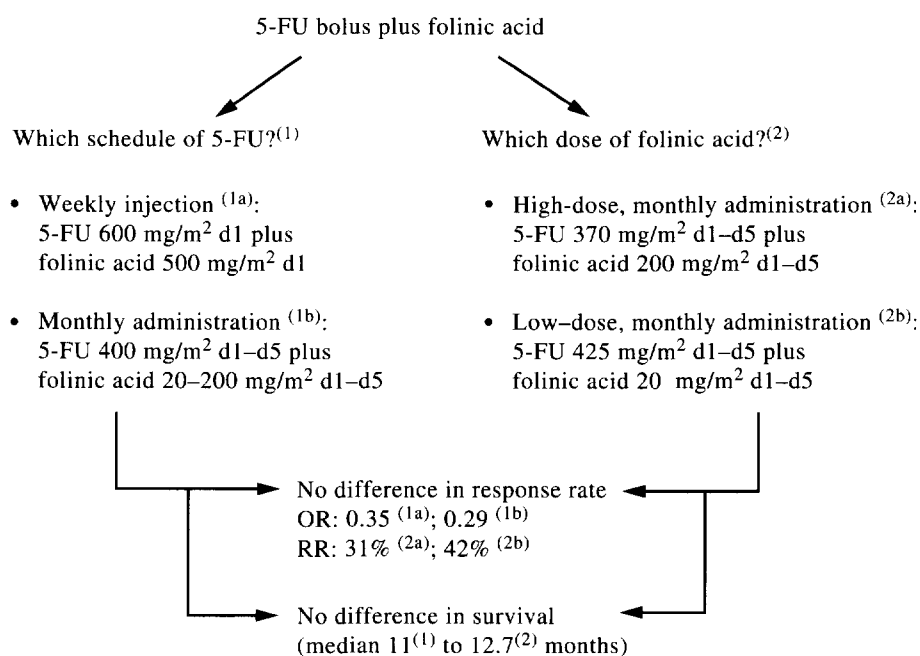 5-FU bolus plus folinic acid
Which schedule of 5-FU?(1)
• Weekly injection (1a):
5-FU 600 mg/m2 d1 plus
folinic acid 500 mg/m2 d1
• Monthly administration (1b):
5-FU 400 mg/m2 d1–d5 plus
folinic acid 20–200 mg/m2 d1–d5
Which dose of folinic acid?(2)
• High-dose, monthly administration (2a):
5-FU 370 mg/m2 d1–d5 plus
folinic acid 200 mg/m2 d1–d5
• Low–dose, monthly administration (2b):
5-FU 425 mg/m2 d1–d5 plus
folinic acid 20 mg/m2 d1–d5
No difference in response rate
OR: 0.35 (1a); 0.29 (1b)
RR: 31% (2a); 42% (2b)
No difference in survival
(median 11(1) to 12.7(2) months)